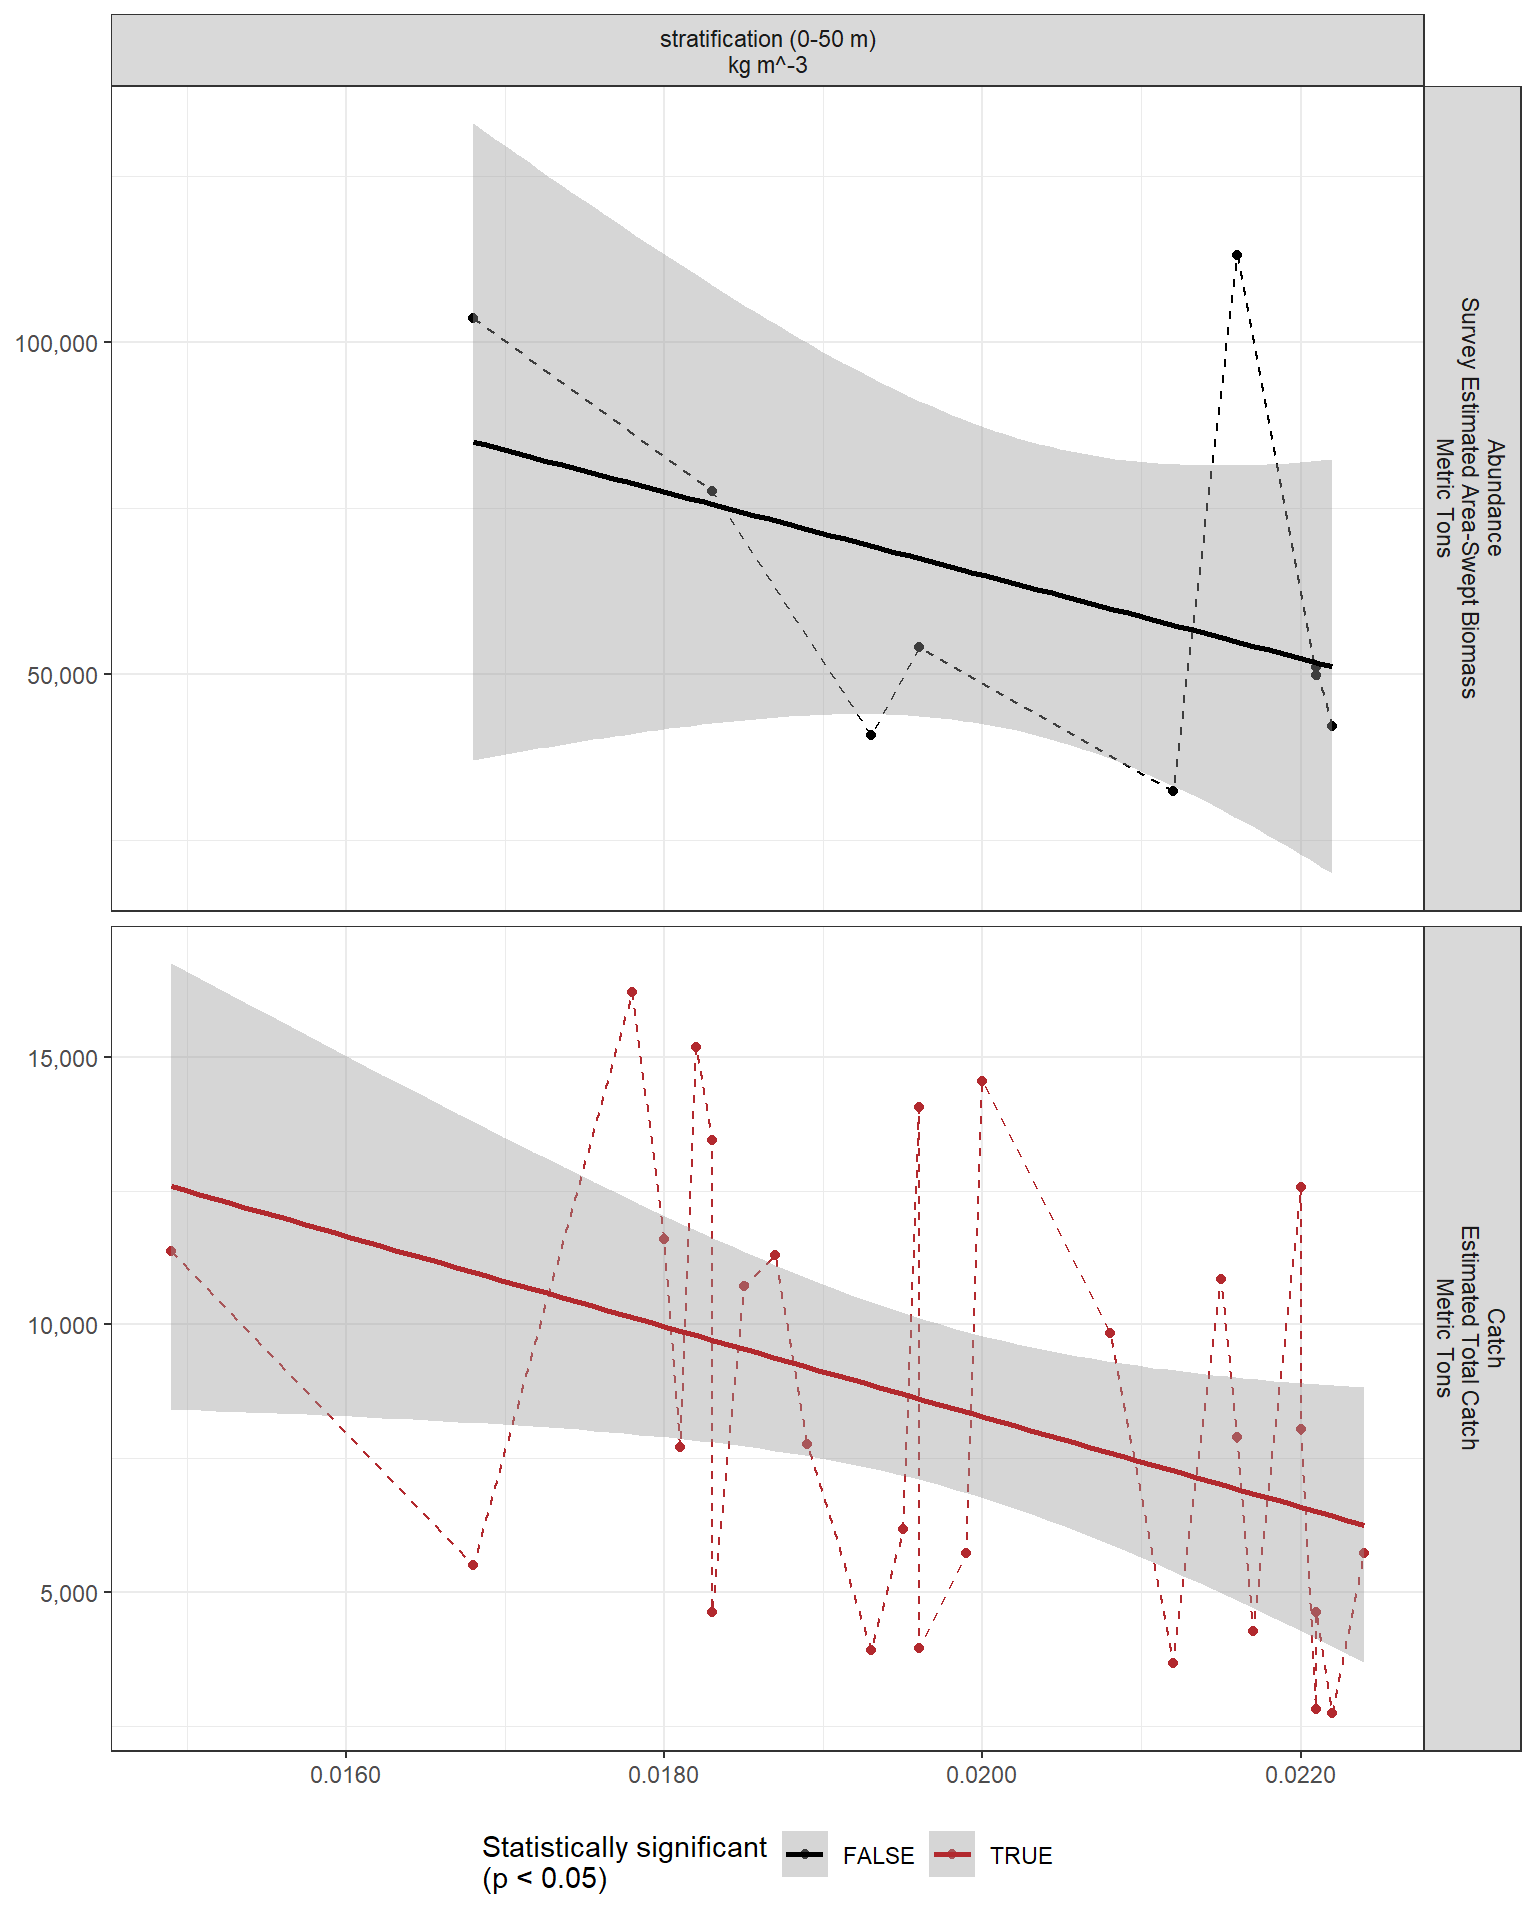 stratification (0-50 m)
kg m^-3
100,000
50,000
Abundance
Survey Estimated Area-Swept Biomass
Metric Tons
15,000
10,000
5,000
Catch
Estimated Total Catch
Metric Tons
0.0160
0.0180
0.0200
0.0220
Statistically significant
(p < 0.05)
FALSE
TRUE